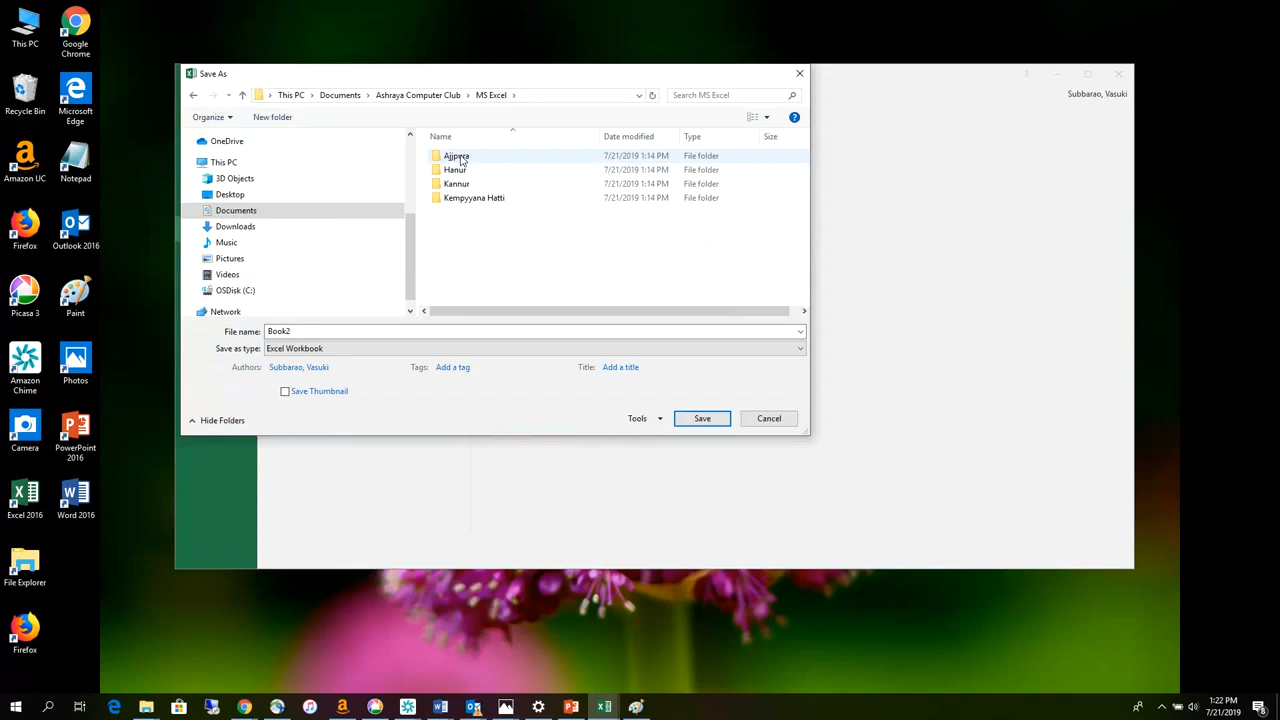 This PC
Google
Chrome
Recycle Bin
Microsoft
Edge
Amazon UC
Notepad
Firefox
Outlook 2016
Picasa 3
Paint
Amazon
Chime
Photos
Camera
PowerPoint
2016
Excel 2016
Word 2016
File Explorer
Firefox
Save As
This PC > Documents > Ashraya Computer Club > MS Excel >
Search MS Excel
Organize
New folder
OneDrive
This PC
3D Objects
Desktop
Documents
Downloads
Music
Pictures
Videos
OSDisk (C:)
Network
Name Date modified Type Size
7/21/2019 1:14 PM File folder
Hanur 7/21/2019 1:14 PM File folder
Kannur 7/21/2019 1:14 PM File folder
Kempyyana Hatti 7/21/2019 1:14 PM File folder
File name: Book2
Save as type: Excel Workbook
Authors: Subbarao, Vasuki Tags: Add a tag Title: Add a title
Save Thumbnail
Hide Folders
Tools
Save
Cancel
Subbarao, Vasuki
1:22 PM
7/21/2019